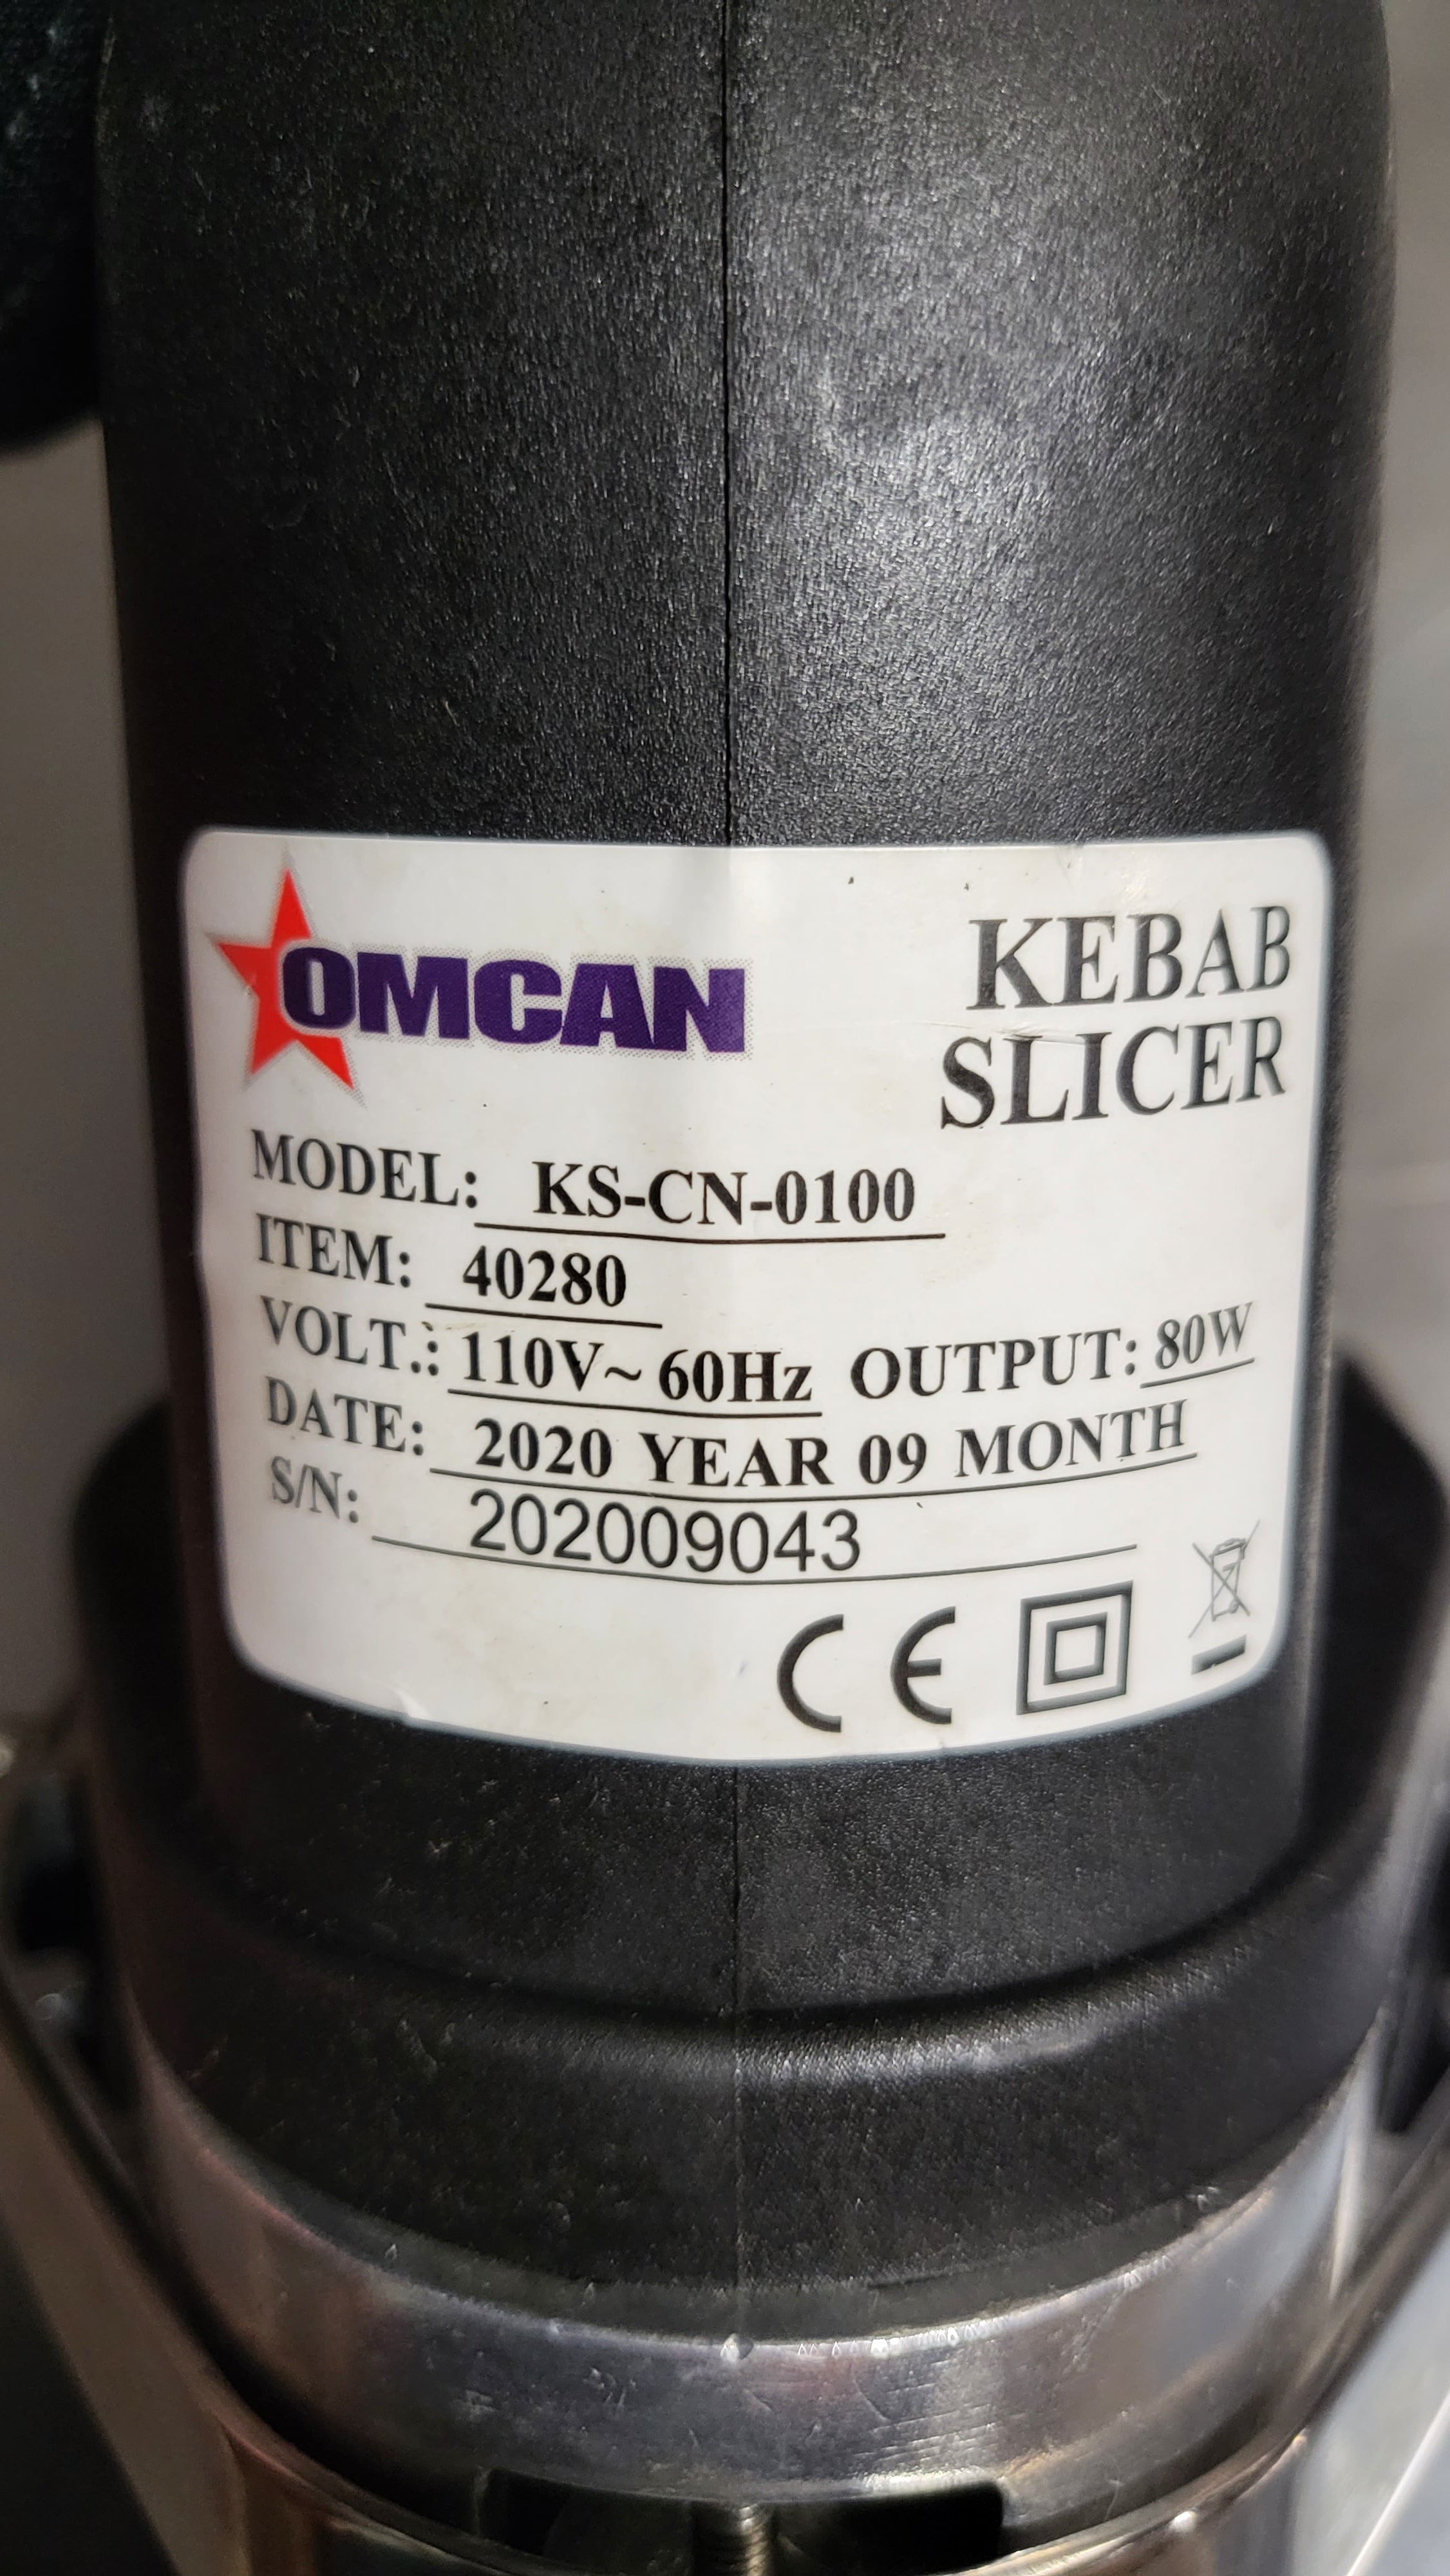 OMCAN
KEBAB
SLICER
MODEL: KS-CN-0100
ITEM: 40280
VOLT.: 110V~ 60Hz OUTPUT: 80W
DATE: 2020 YEAR 09 MONTH
S/N: 202009043
CE